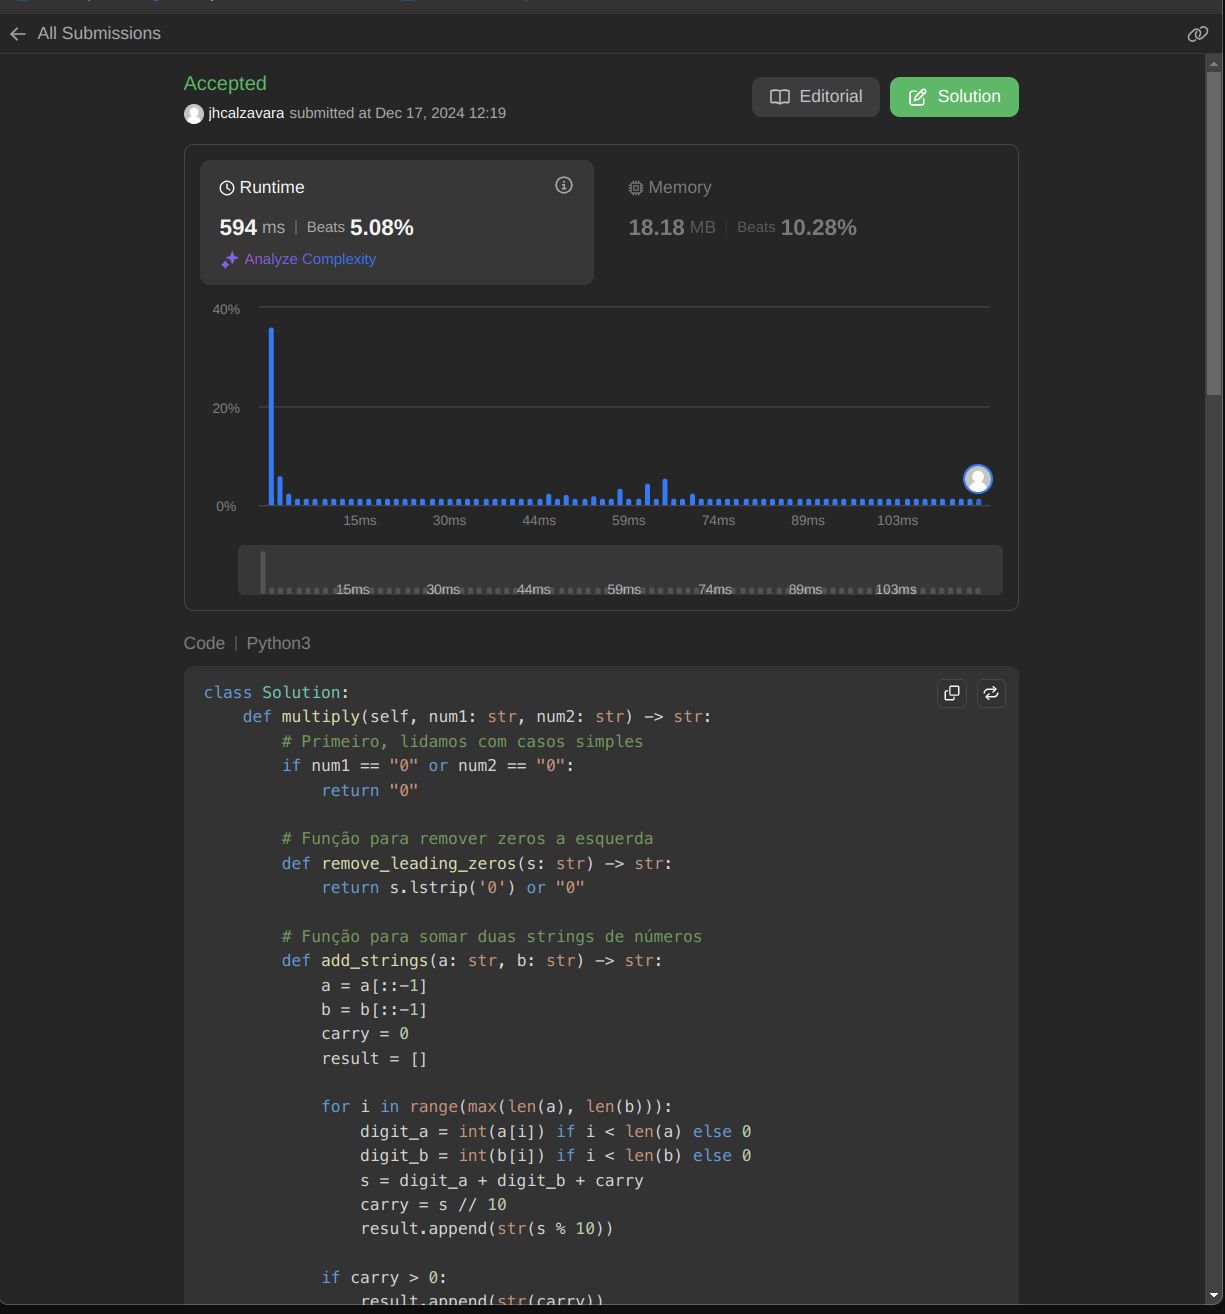 All Submissions
Accepted
Editorial
Solution
jhcalzavara submitted at Dec 17, 2024 12:19
Runtime
Memory
594 ms | Beats 5.08%
18.18 MB | Beats 10.28%
Analyze Complexity
40%
20%
0%
15ms 30ms 44ms 59ms 74ms 89ms 103ms
15ms 30ms 44ms 59ms 74ms 89ms 103ms
Code | Python3
class Solution:
    def multiply(self, num1: str, num2: str) -> str:
        # Primeiro, lidamos com casos simples
        if num1 == "0" or num2 == "0":
            return "0"
        # Função para remover zeros a esquerda
        def remove_leading_zeros(s: str) -> str:
            return s.lstrip('0') or "0"
        # Função para somar duas strings de números
        def add_strings(a: str, b: str) -> str:
            a = a[::-1]
            b = b[::-1]
            carry = 0
            result = []
            for i in range(max(len(a), len(b))):
                digit_a = int(a[i]) if i < len(a) else 0
                digit_b = int(b[i]) if i < len(b) else 0
                s = digit_a + digit_b + carry
                carry = s // 10
                result.append(str(s % 10))
            if carry > 0:
                result.append(str(carry))